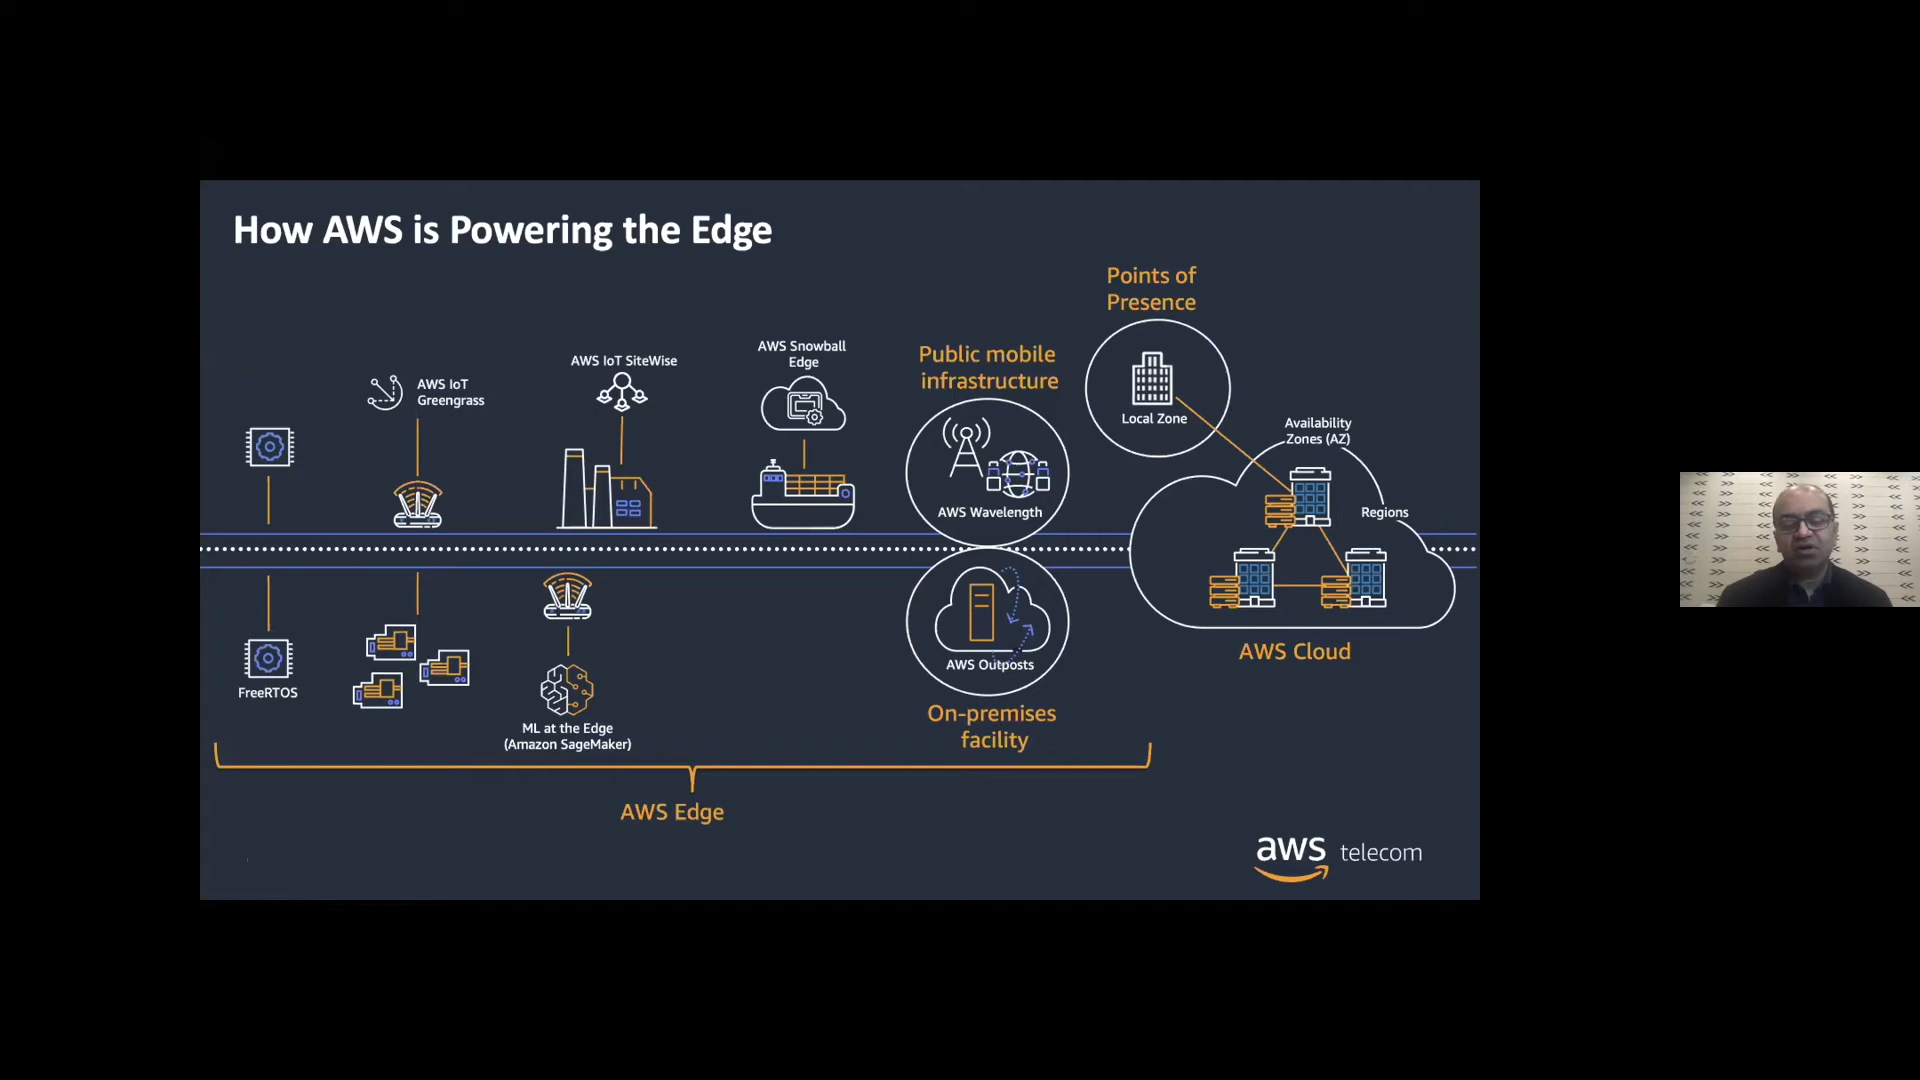 How AWS is Powering the Edge
Points of
Presence
Local Zone
Public mobile
infrastructure
AWS Wavelength
AWS Snowball
Edge
AWS IoT SiteWise
AWS IoT
Greengrass
Availability
Zones (AZ)
Regions
AWS Cloud
AWS Outposts
On-premises
facility
FreeRTOS
ML at the Edge
(Amazon SageMaker)
AWS Edge
aws telecom